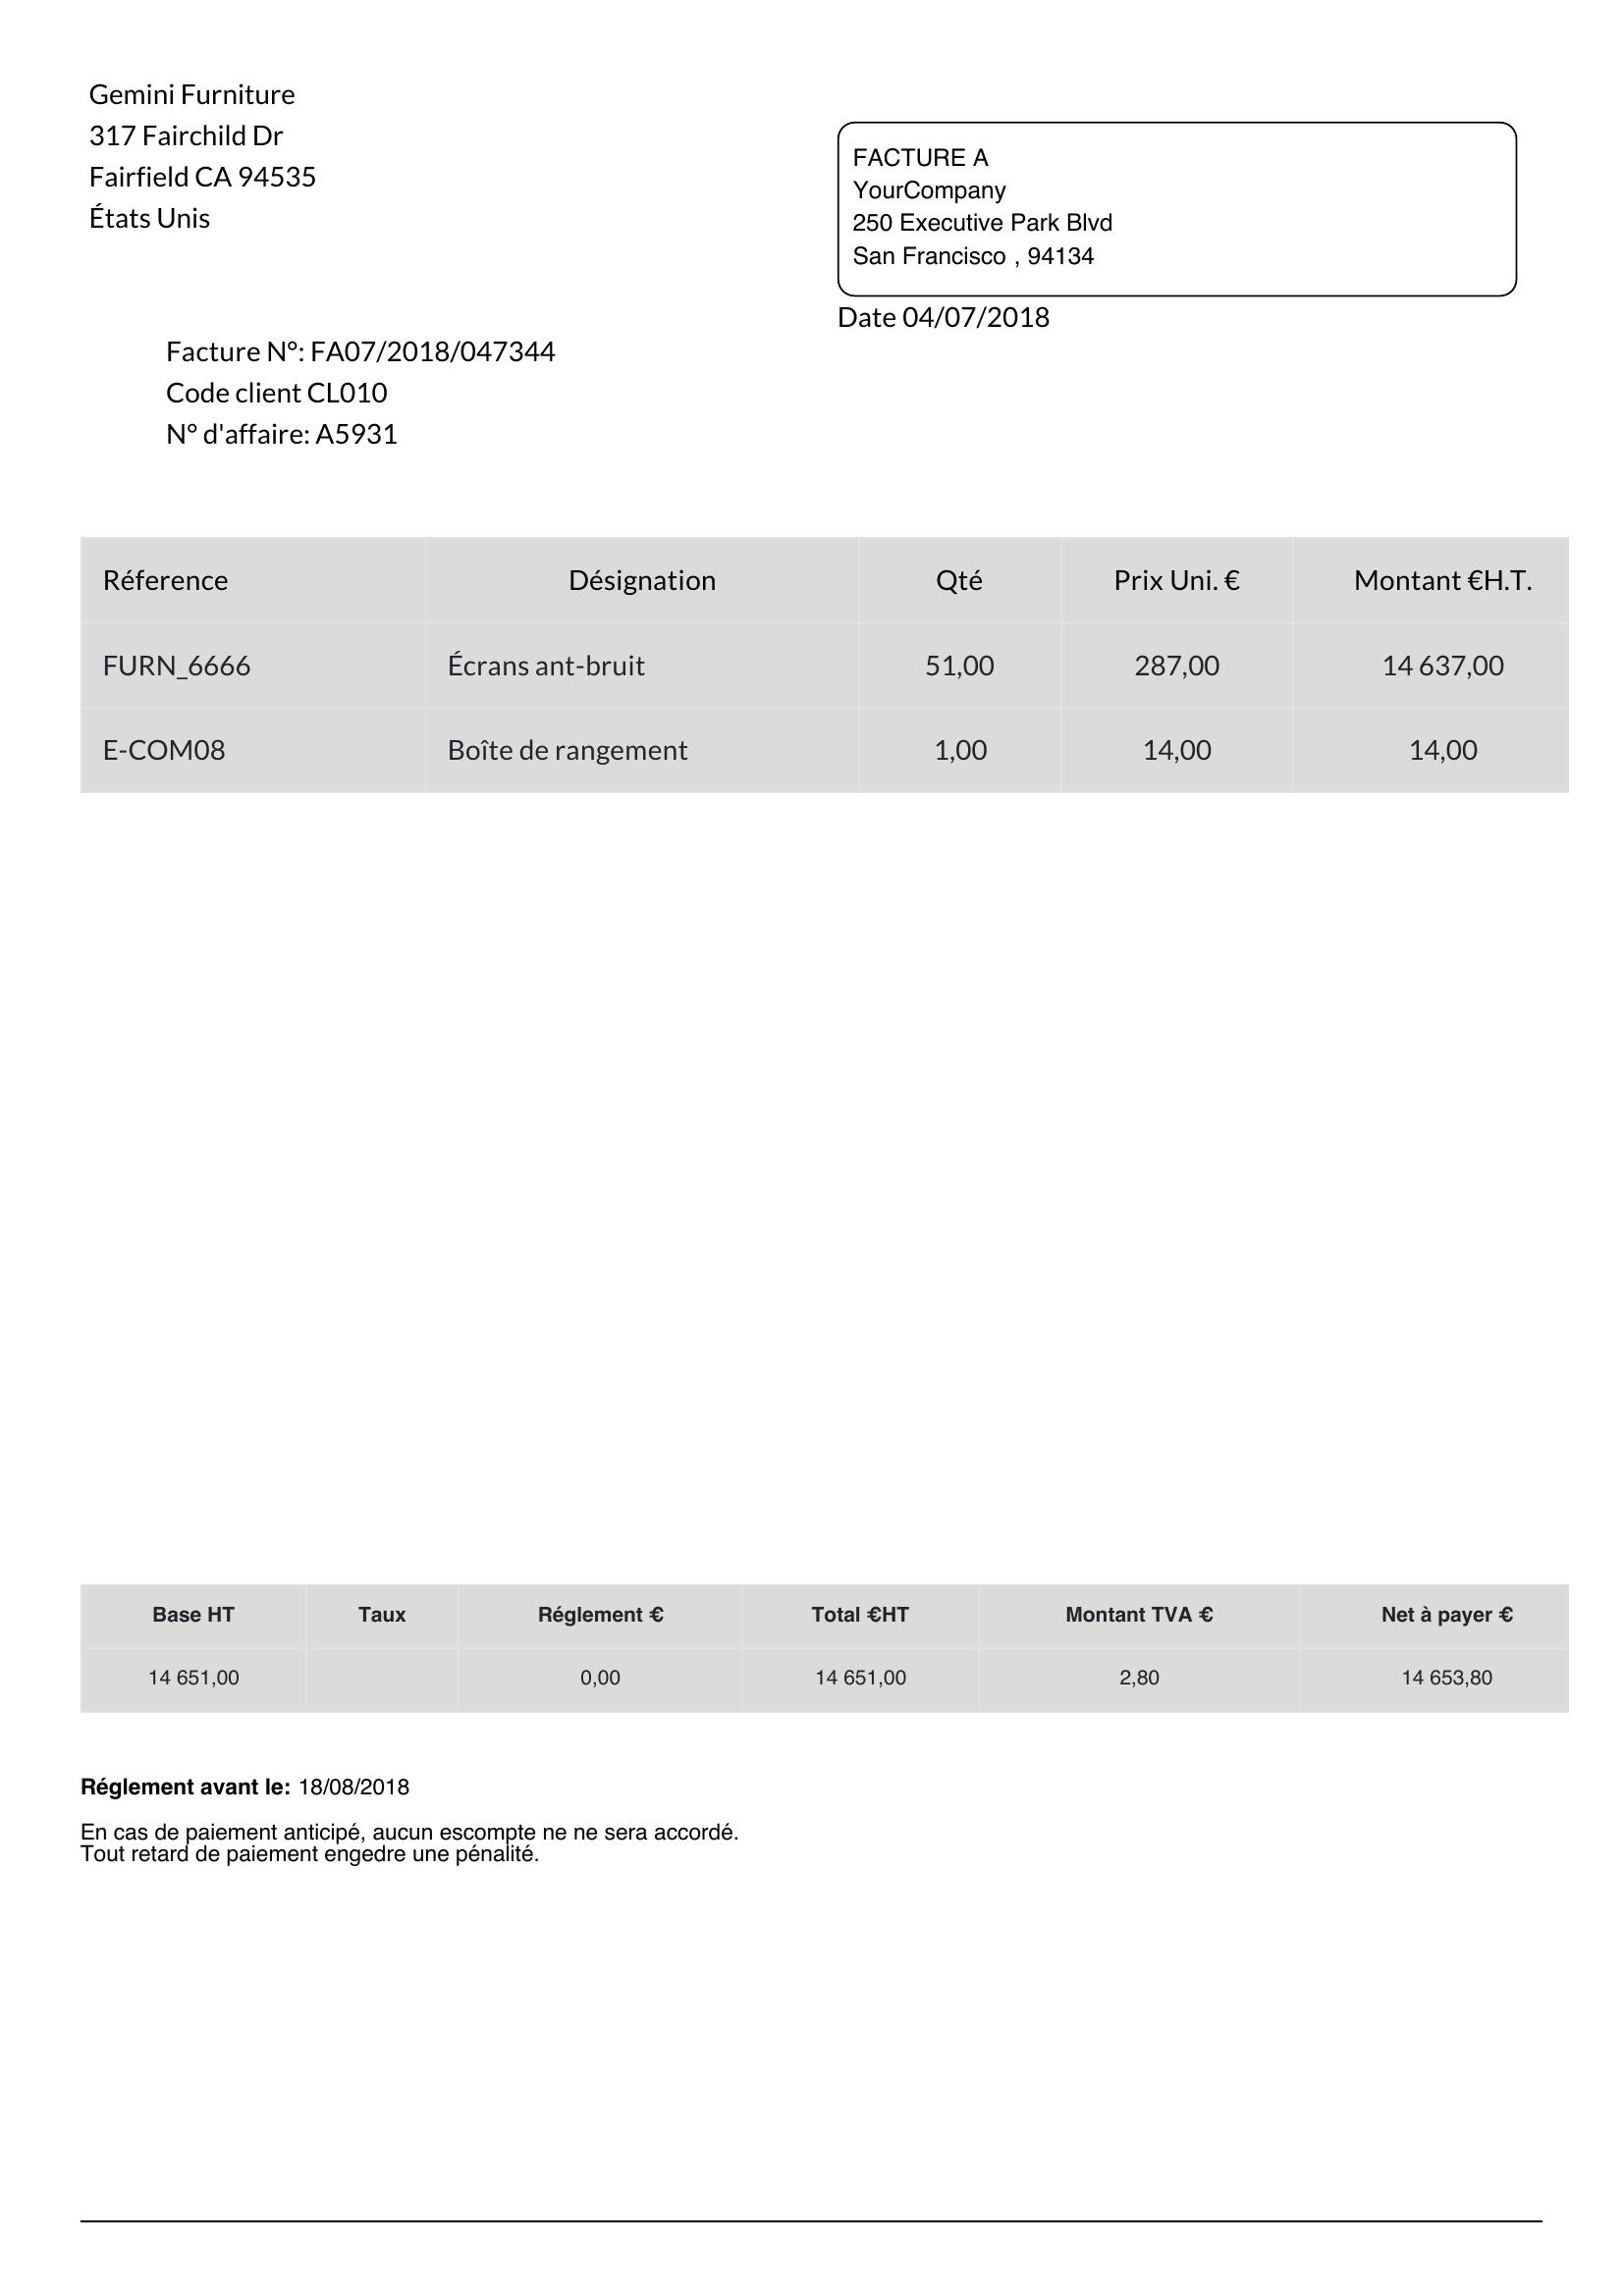 Gemini Furniture
317 Fairchild Dr
Fairfield CA 94535
États Unis
FACTURE A
YourCompany
250 Executive Park Blvd
San Francisco , 94134
Date 04/07/2018
Facture N°: FA07/2018/047344
Code client CL010
N° d'affaire: A5931
Réference Désignation Qté Prix Uni. € Montant €H.T.
FURN_6666 Écrans ant-bruit 51,00 287,00 14 637,00
E-COM08 Boîte de rangement 1,00 14,00 14,00
Base HT Taux Réglement € Total €HT Montant TVA € Net à payer €
14 651,00 0,00 14 651,00 2,80 14 653,80
Réglement avant le: 18/08/2018
En cas de paiement anticipé, aucun escompte ne ne sera accordé.
Tout retard de paiement engedre une pénalité.